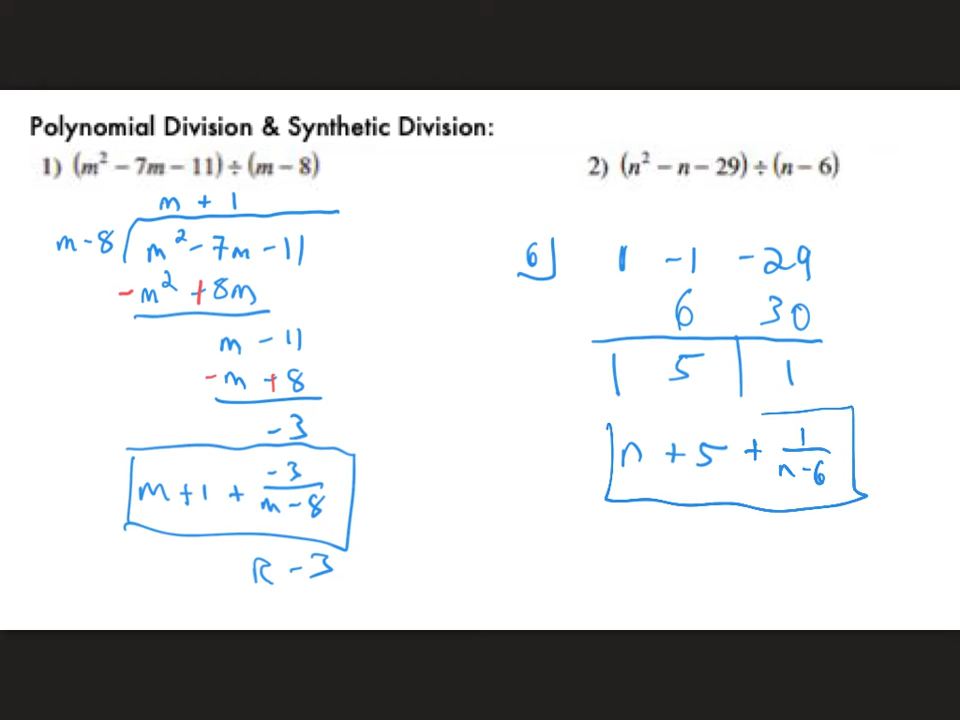 Polynomial Division & Synthetic Division:
1) (m² − 7m − 11) ÷ (m − 8)
m + 1
m - 8 m² - 7m - 11
- m² + 8m
m - 11
- m + 8
- 3
m + 1 + -3/(m - 8)
R - 3
2) (n² − n − 29) ÷ (n − 6)
6 1 -1 -29
6 30
1 5 1
n + 5 + 1/(n - 6)